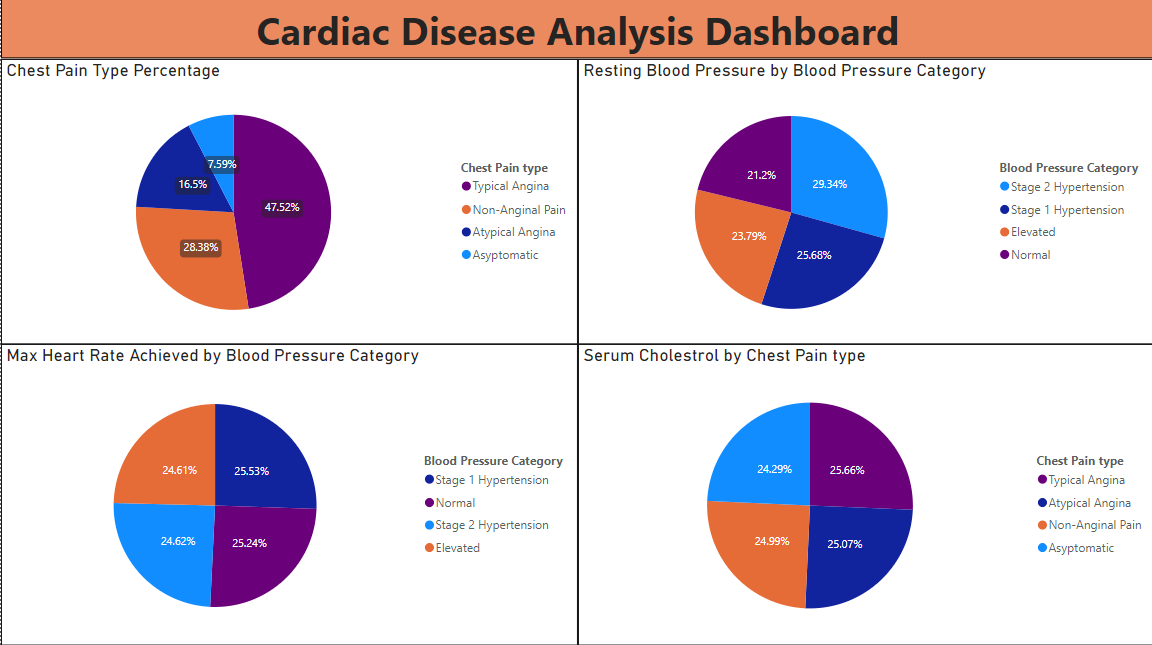 Cardiac Disease Analysis Dashboard
Chest Pain Type Percentage
7.59%
16.5%
47.52%
28.38%
Chest Pain type
Typical Angina
Non-Anginal Pain
Atypical Angina
Asyptomatic
Resting Blood Pressure by Blood Pressure Category
21.2%
29.34%
23.79%
25.68%
Blood Pressure Category
Stage 2 Hypertension
Stage 1 Hypertension
Elevated
Normal
Max Heart Rate Achieved by Blood Pressure Category
24.61%
25.53%
24.62%
25.24%
Blood Pressure Category
Stage 1 Hypertension
Normal
Stage 2 Hypertension
Elevated
Serum Cholestrol by Chest Pain type
24.29%
25.66%
24.99%
25.07%
Chest Pain type
Typical Angina
Atypical Angina
Non-Anginal Pain
Asyptomatic